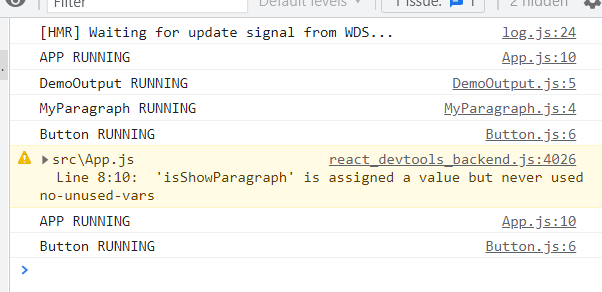 Filter Default levels 1 Issue: 1 2 hidden
[HMR] Waiting for update signal from WDS... log.js:24
APP RUNNING App.js:10
DemoOutput RUNNING DemoOutput.js:5
MyParagraph RUNNING MyParagraph.js:4
Button RUNNING Button.js:6
src\App.js react_devtools_backend.js:4026
Line 8:10: 'isShowParagraph' is assigned a value but never used
no-unused-vars
APP RUNNING App.js:10
Button RUNNING Button.js:6